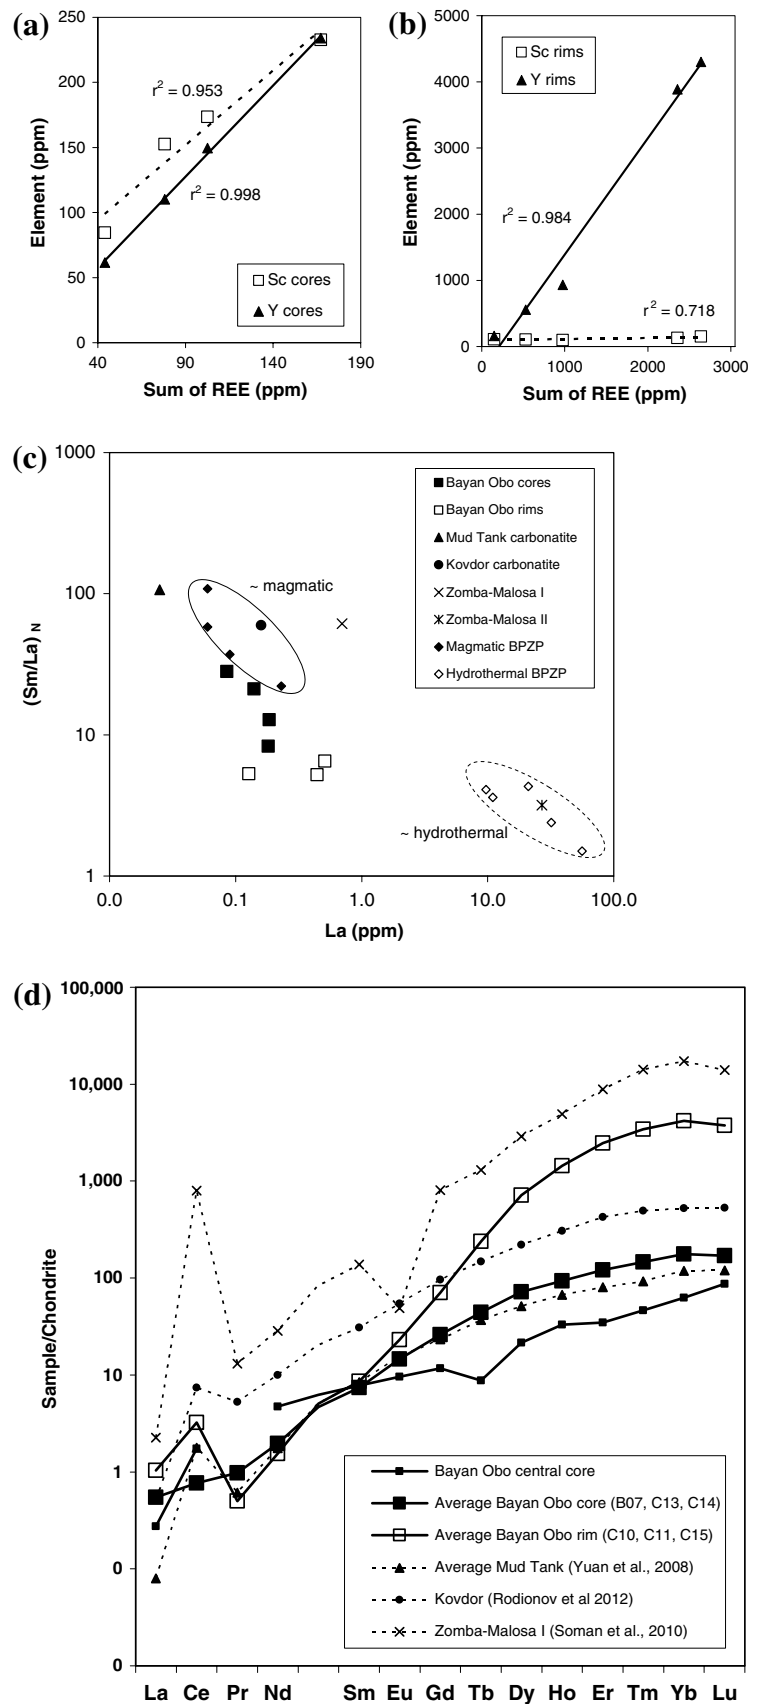 (a)
250
200
150
100
50
0
Element (ppm)
r² = 0.953
r² = 0.998
Sc cores
Y cores
40 90 140 190
Sum of REE (ppm)
(b)
5000
4000
3000
2000
1000
0
Element (ppm)
Sc rims
Y rims
r² = 0.984
r² = 0.718
0 1000 2000 3000
Sum of REE (ppm)
(c)
1000
100
10
1
(Sm/La) N
Bayan Obo cores
Bayan Obo rims
Mud Tank carbonatite
Kovdor carbonatite
Zomba-Malosa I
Zomba-Malosa II
Magmatic BPZP
Hydrothermal BPZP
~ magmatic
~ hydrothermal
0.0 0.1 1.0 10.0 100.0
La (ppm)
(d)
100,000
10,000
1,000
100
10
1
0
0
Sample/Chondrite
Bayan Obo central core
Average Bayan Obo core (B07, C13, C14)
Average Bayan Obo rim (C10, C11, C15)
Average Mud Tank (Yuan et al., 2008)
Kovdor (Rodionov et al 2012)
Zomba-Malosa I (Soman et al., 2010)
La Ce Pr Nd Sm Eu Gd Tb Dy Ho Er Tm Yb Lu